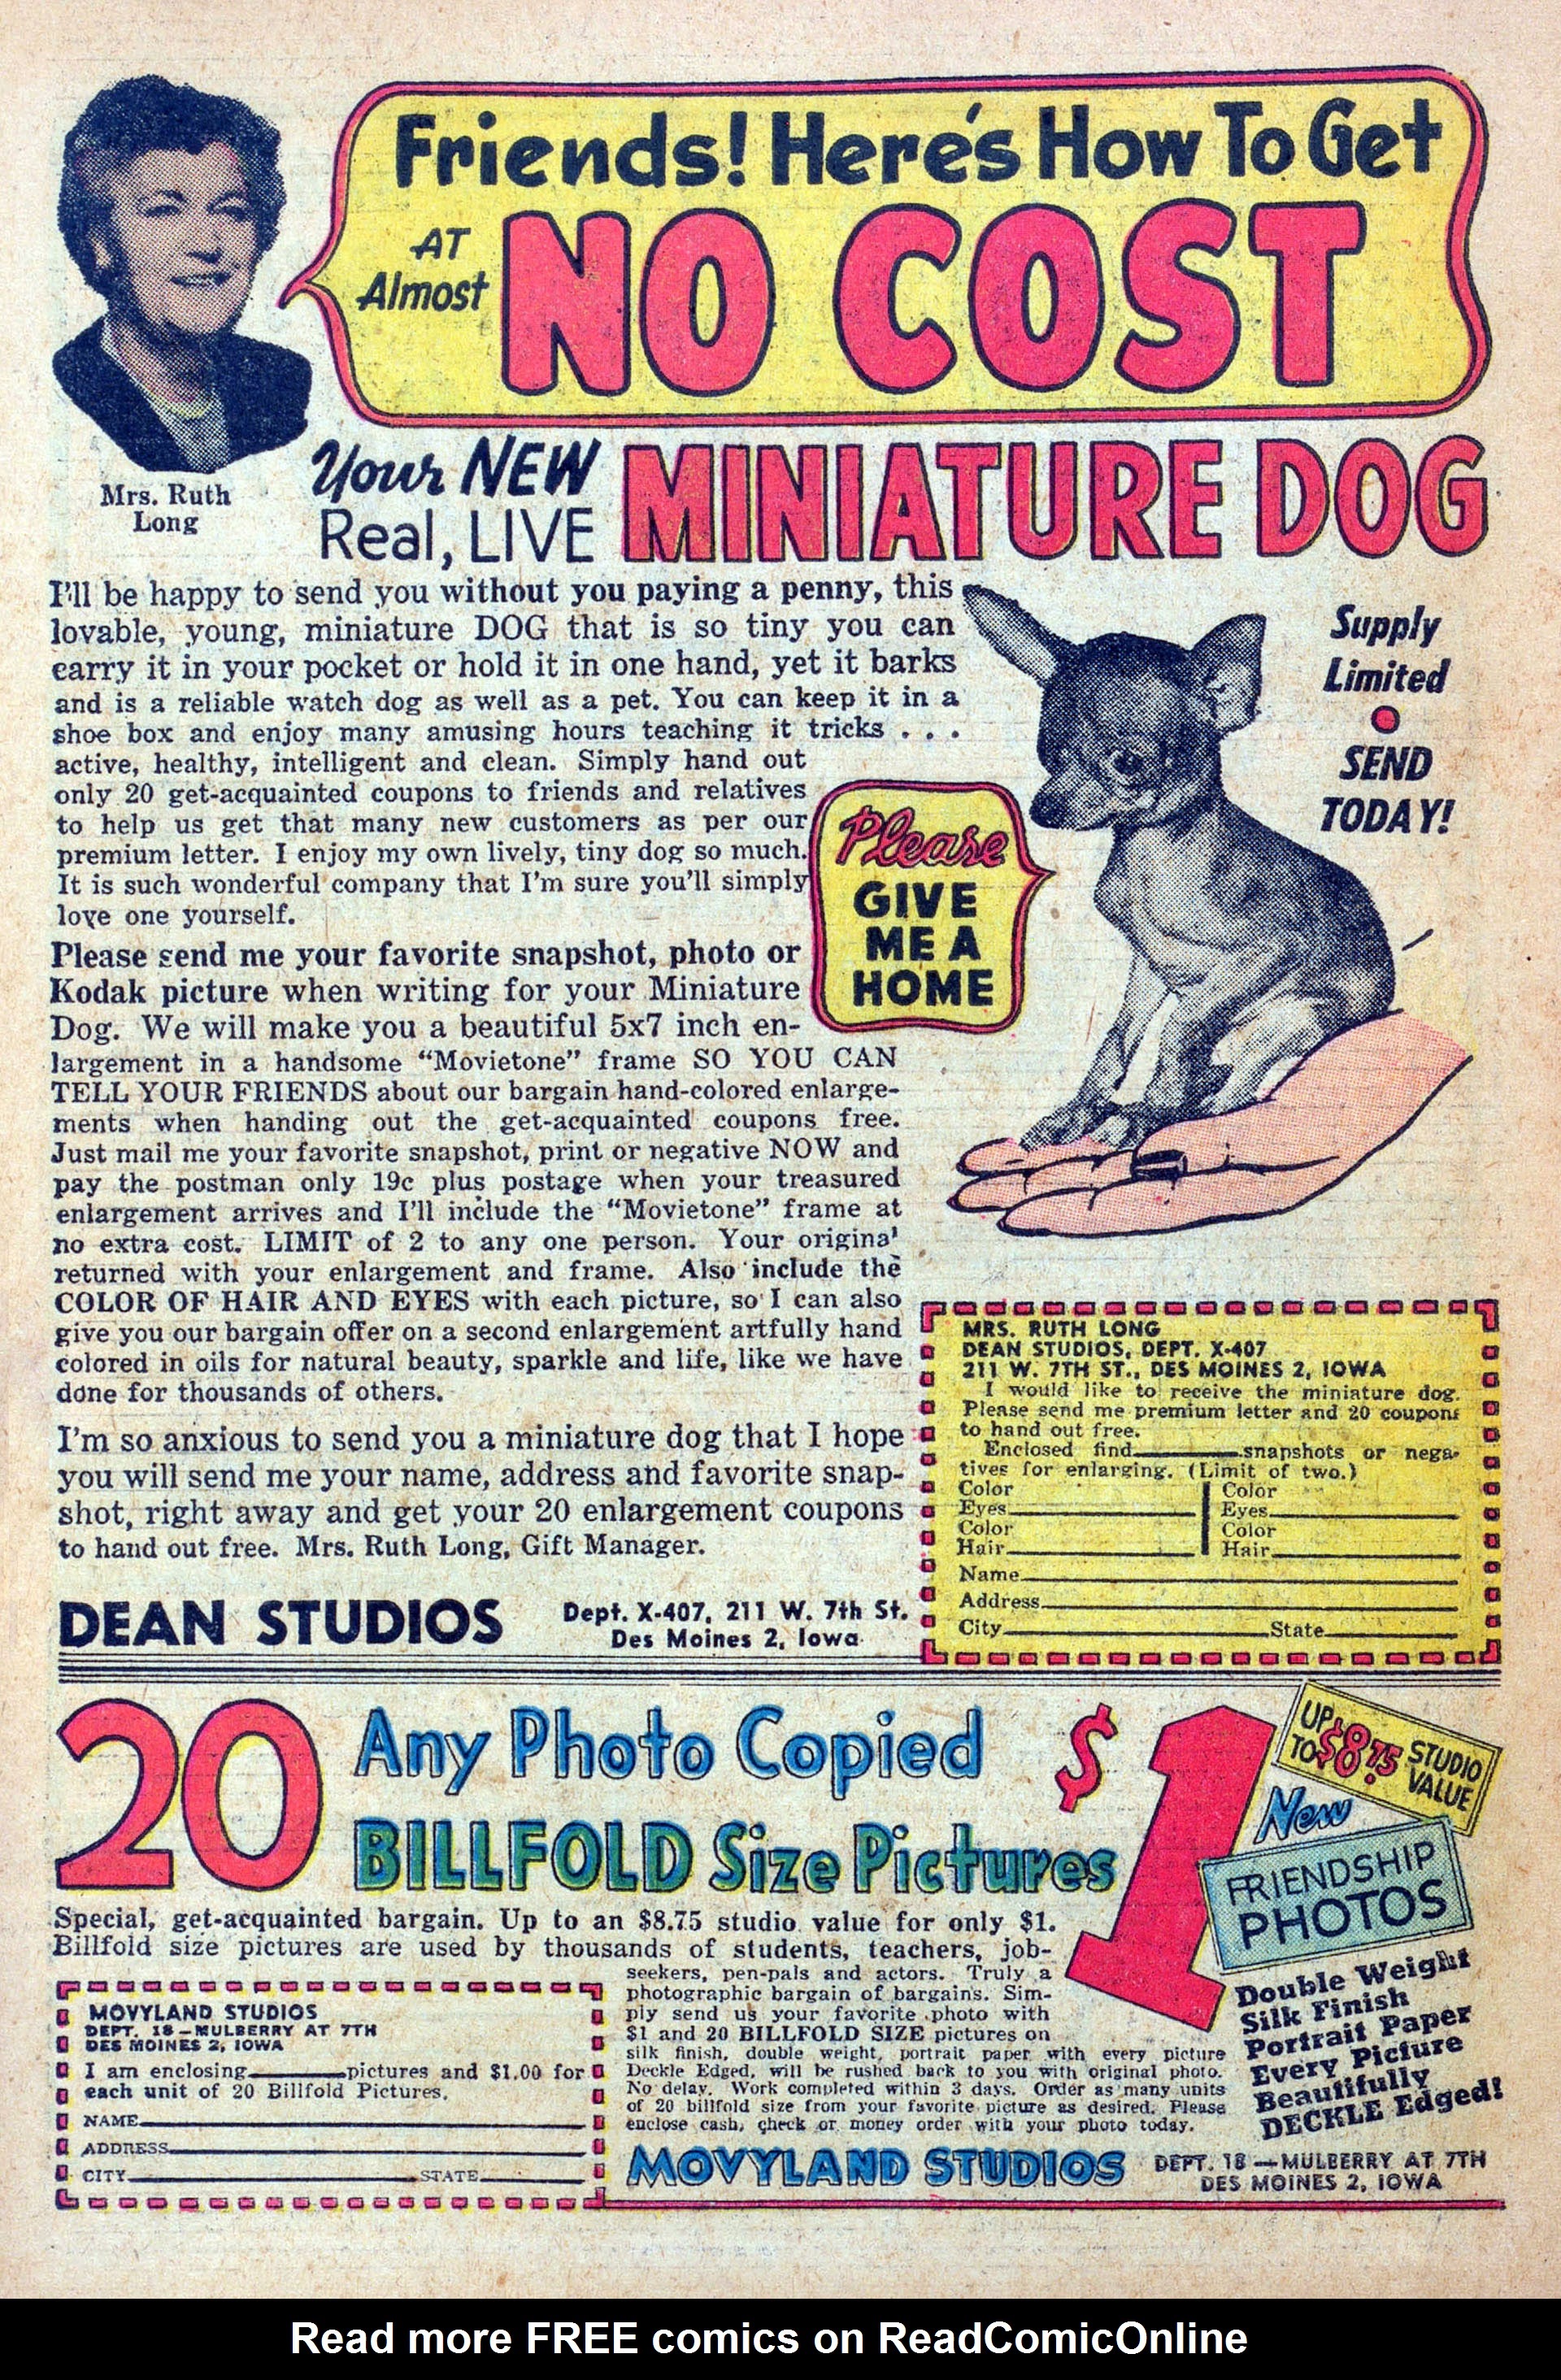 Friends! Here's How To Get
AT Almost NO COST
Mrs. Ruth
Long
Your NEW
Real, LIVE MINIATURE DOG
I'll be happy to send you without you paying a penny, this
lovable, young, miniature DOG that is so tiny you can
carry it in your pocket or hold it in one hand, yet it barks
and is a reliable watch dog as well as a pet. You can keep it in a
shoe box and enjoy many amusing hours teaching it tricks . . .
active, healthy, intelligent and clean. Simply hand out
only 20 get-acquainted coupons to friends and relatives
to help us get that many new customers as per our
premium letter. I enjoy my own lively, tiny dog so much.
It is such wonderful company that I'm sure you'll simply
love one yourself.
Supply
Limited
SEND
TODAY!
Please
GIVE
ME A
HOME
Please send me your favorite snapshot, photo or
Kodak picture when writing for your Miniature
Dog. We will make you a beautiful 5x7 inch en-
largement in a handsome "Movietone" frame SO YOU CAN
TELL YOUR FRIENDS about our bargain hand-colored enlarge-
ments when handing out the get-acquainted coupons free.
Just mail me your favorite snapshot, print or negative NOW and
pay the postman only 19c plus postage when your treasured
enlargement arrives and I'll include the "Movietone" frame at
no extra cost. LIMIT of 2 to any one person. Your original
returned with your enlargement and frame. Also include the
COLOR OF HAIR AND EYES with each picture, so I can also
give you our bargain offer on a second enlargement artfully hand
colored in oils for natural beauty, sparkle and life, like we have
done for thousands of others.
I'm so anxious to send you a miniature dog that I hope
you will send me your name, address and favorite snap-
shot, right away and get your 20 enlargement coupons
to hand out free. Mrs. Ruth Long, Gift Manager.
DEAN STUDIOS Dept. X-407, 211 W. 7th St.
Des Moines 2, Iowa
MRS. RUTH LONG
DEAN STUDIOS, DEPT. X-407
211 W. 7TH ST., DES MOINES 2, IOWA
I would like to receive the miniature dog.
Please send me premium letter and 20 coupons
to hand out free.
Enclosed find snapshots or nega-
tives for enlarging. (Limit of two.)
Color Color
Eyes Eyes
Color Color
Hair Hair
Name
Address
City State
20 Any Photo Copied $1
BILLFOLD Size Pictures
UP TO $8.75 STUDIO VALUE
New
FRIENDSHIP
PHOTOS
Special, get-acquainted bargain. Up to an $8.75 studio value for only $1.
Billfold size pictures are used by thousands of students, teachers, job-
seekers, pen-pals and actors. Truly a
photographic bargain of bargains. Sim-
ply send us your favorite photo with
$1 and 20 BILLFOLD SIZE pictures on
silk finish, double weight, portrait paper with every picture
Deckle Edged, will be rushed back to you with original photo.
No delay. Work completed within 3 days. Order as many units
of 20 billfold size from your favorite picture as desired. Please
enclose cash, check or money order with your photo today.
Double Weight
Silk Finish
Portrait Paper
Every Picture
Beautifully
DECKLE Edged!
MOVYLAND STUDIOS
DEPT. 18 — MULBERRY AT 7TH
DES MOINES 2, IOWA
I am enclosing pictures and $1.00 for
each unit of 20 Billfold Pictures.
NAME
ADDRESS
CITY STATE
MOVYLAND STUDIOS DEPT. 18 — MULBERRY AT 7TH
DES MOINES 2, IOWA
Read more FREE comics on ReadComicOnline